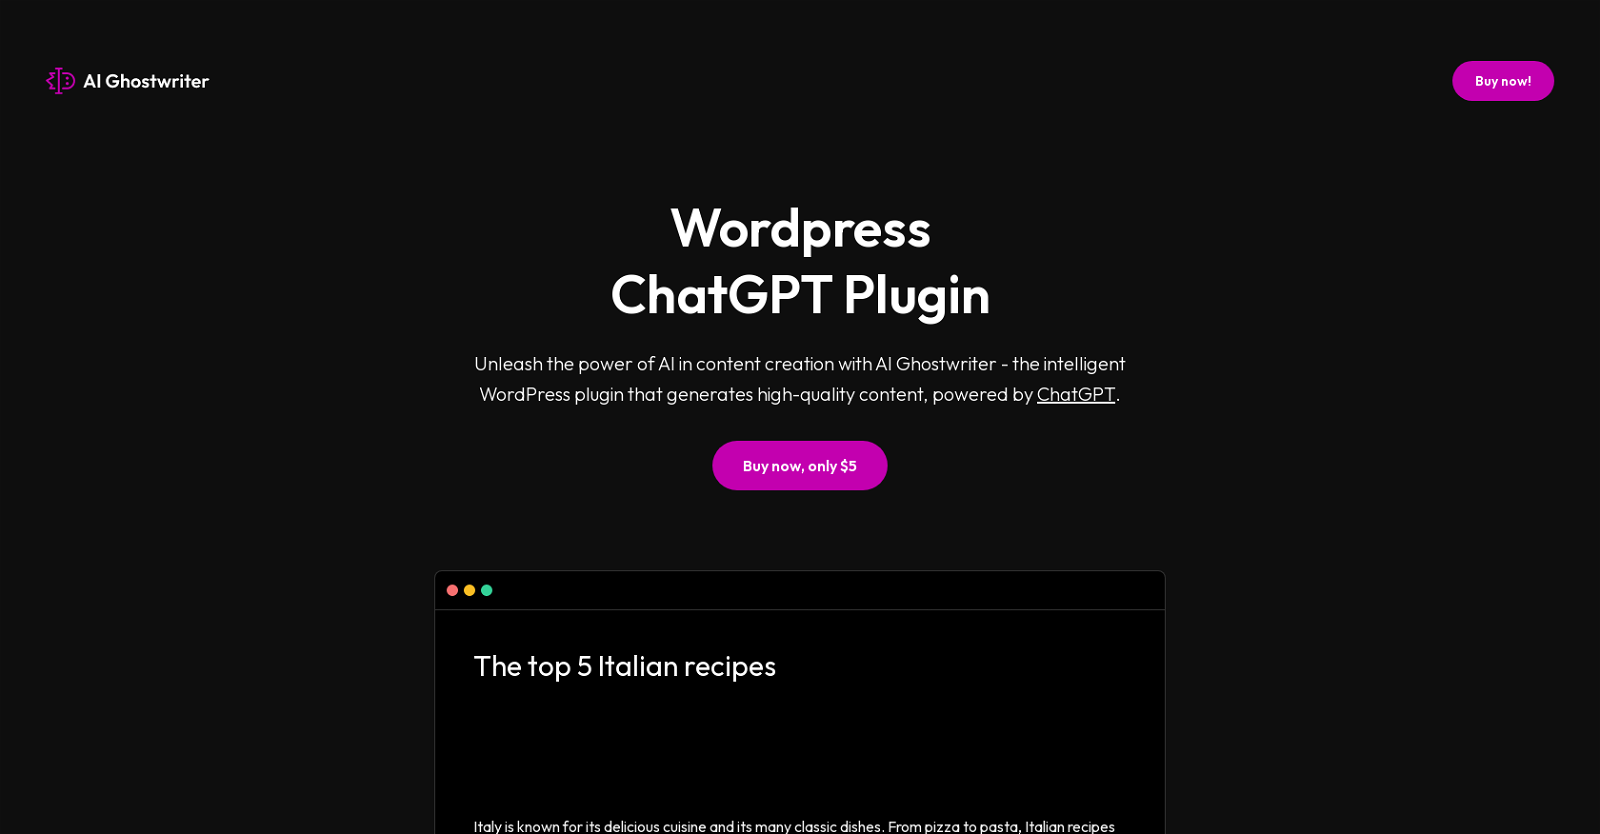 AI Ghostwriter
Buy now!
Wordpress
ChatGPT Plugin
Unleash the power of AI in content creation with AI Ghostwriter - the intelligent
WordPress plugin that generates high-quality content, powered by ChatGPT.
Buy now, only $5
The top 5 Italian recipes
Italy is known for its delicious cuisine and its many classic dishes. From pizza to pasta, Italian recipes